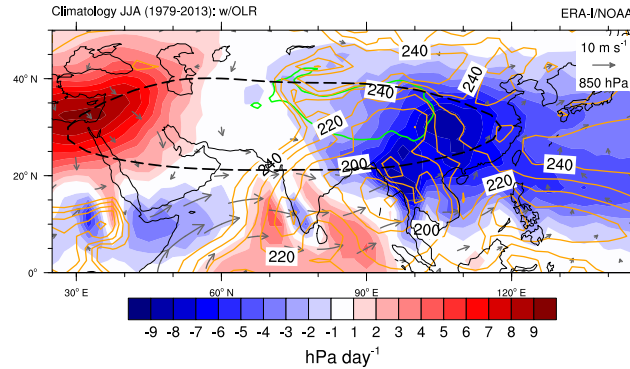 Climatology JJA (1979-2013): w/OLR
ERA-I/NOAA
10 m s⁻¹
850 hPa
40°N
20°N
0°
240
240
240
220
200
240
240
220
200
220
30°E
60°E
90°E
120°E
-9 -8 -7 -6 -5 -4 -3 -2 -1 1 2 3 4 5 6 7 8 9
hPa day⁻¹